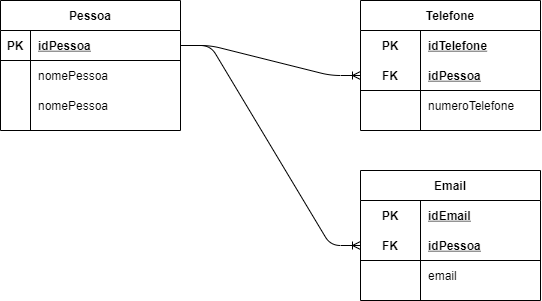 Pessoa
PK idPessoa
nomePessoa
nomePessoa
Telefone
PK idTelefone
FK idPessoa
numeroTelefone
Email
PK idEmail
FK idPessoa
email